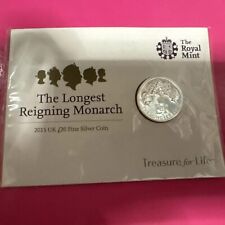 The
Royal
Mint
The Longest
Reigning Monarch
2015 UK £20 Fine Silver Coin
Treasure for Life